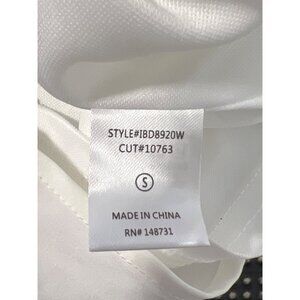 STYLE#IBD8920W
CUT#10763
S
MADE IN CHINA
RN# 148731